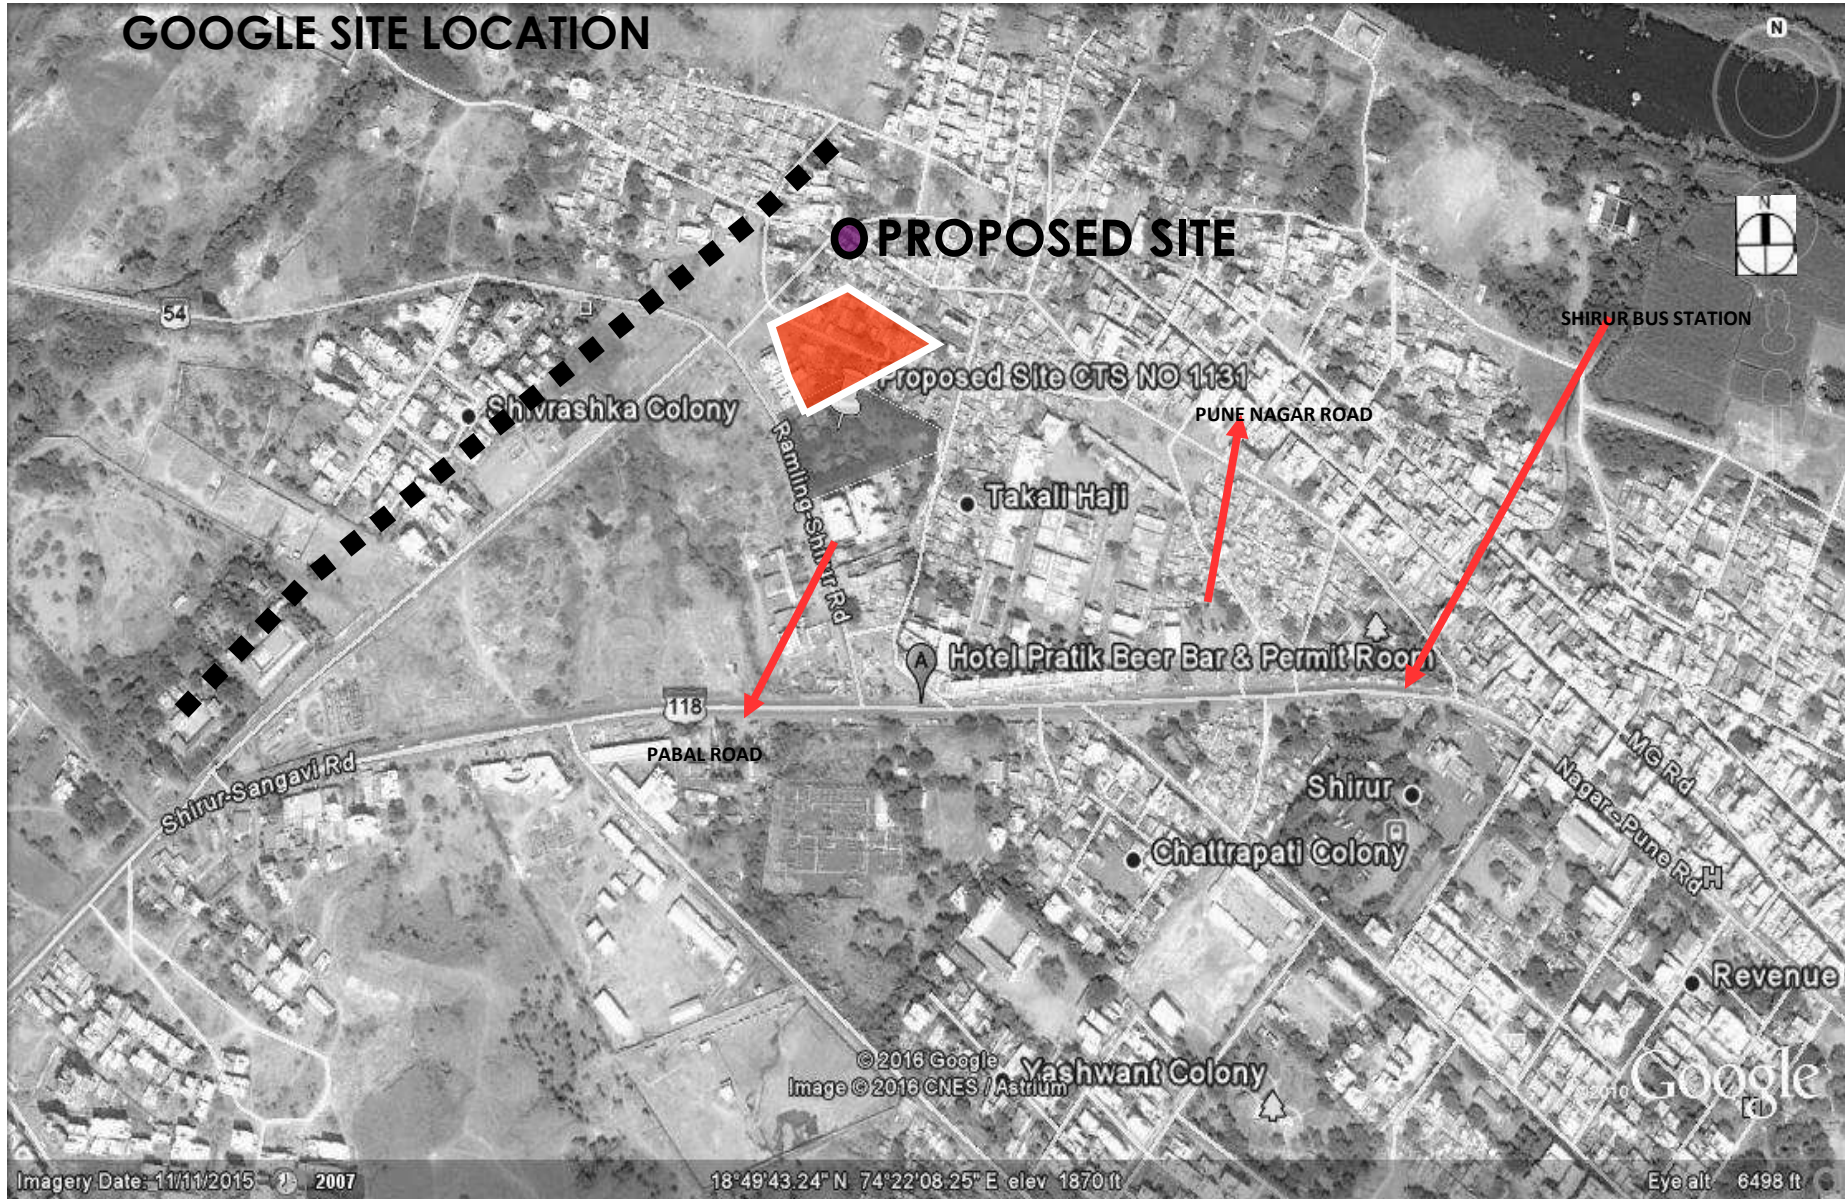 GOOGLE SITE LOCATION
N
N
PROPOSED SITE
54
SHIRUR BUS STATION
Proposed Site CTS NO 1131
Shivrashka Colony
PUNE NAGAR ROAD
Ramling-Shirur Rd
Takali Haji
A
Hotel Pratik Beer Bar & Permit Room
118
PABAL ROAD
Shirur-Sangavi Rd
MG Rd
Nagar-Pune Rd
Shirur
Chattrapati Colony
H
Revenue
© 2016 Google
Image © 2016 CNES / Astrium
Yashwant Colony
©2010 Google
Imagery Date: 11/11/2015
2007
18°49'43.24" N 74°22'08.25" E elev 1870 ft
Eye alt 6498 ft